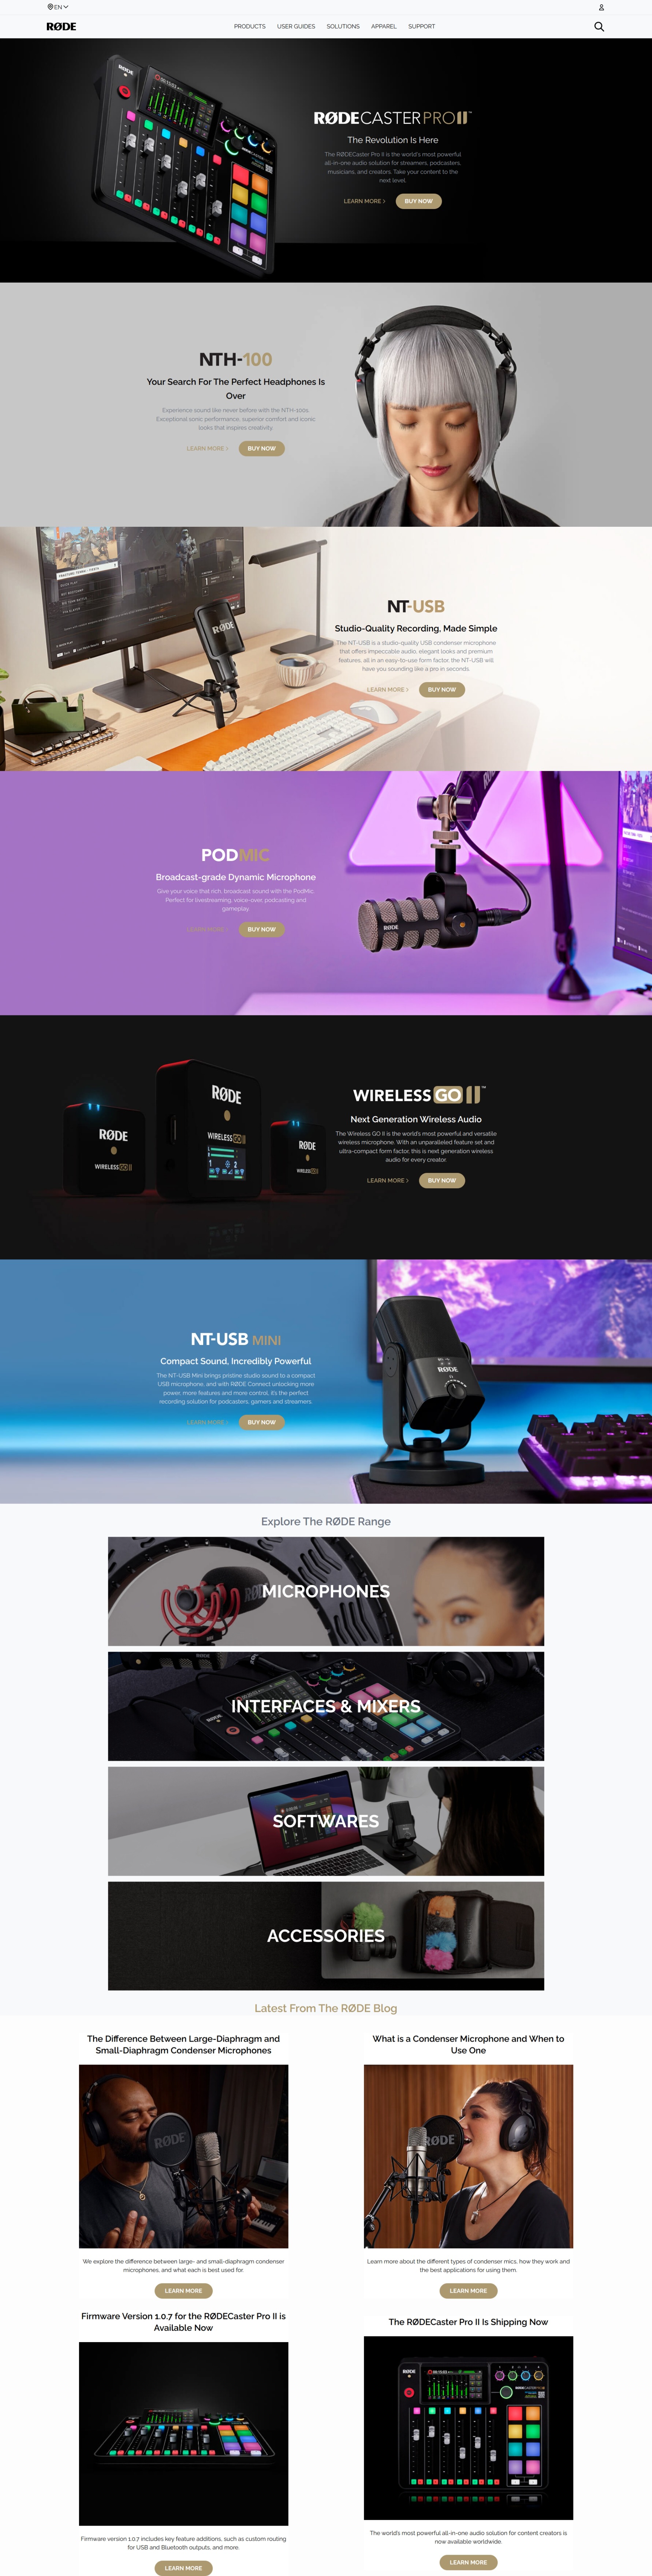 EN
RØDE
PRODUCTS USER GUIDES SOLUTIONS APPAREL SUPPORT
RØDECASTER PRO II™
The Revolution Is Here
The RØDECaster Pro II is the world's most powerful
all-in-one audio solution for streamers, podcasters,
musicians, and creators. Take your content to the
next level.
LEARN MORE BUY NOW
NTH-100
Your Search For The Perfect Headphones Is
Over
Experience sound like never before with the NTH-100s.
Exceptional sonic performance, superior comfort and iconic
looks that inspires creativity.
LEARN MORE BUY NOW
RØDE
NT-USB
Studio-Quality Recording, Made Simple
The NT-USB is a studio-quality USB condenser microphone
that offers impeccable audio, elegant looks and premium
features, all in an easy-to-use form factor, the NT-USB will
have you sounding like a pro in seconds.
LEARN MORE BUY NOW
PODMIC
Broadcast-grade Dynamic Microphone
Give your voice that rich, broadcast sound with the PodMic.
Perfect for livestreaming, voice-over, podcasting and
gameplay.
LEARN MORE BUY NOW
RØDE
RØDE
WIRELESS GO II
RØDE
WIRELESS GO II
RØDE
WIRELESS GO II
WIRELESS GO II™
Next Generation Wireless Audio
The Wireless GO II is the world's most powerful and versatile
wireless microphone. With an unparalleled feature set and
ultra-compact form factor, this is next generation wireless
audio for every creator.
LEARN MORE BUY NOW
NT-USB MINI
Compact Sound, Incredibly Powerful
The NT-USB Mini brings pristine studio sound to a compact
USB microphone, and with RØDE Connect unlocking more
power, more features and more control, it's the perfect
recording solution for podcasters, gamers and streamers.
LEARN MORE BUY NOW
RØDE
Explore The RØDE Range
MICROPHONES
INTERFACES & MIXERS
SOFTWARES
ACCESSORIES
Latest From The RØDE Blog
The Difference Between Large-Diaphragm and
Small-Diaphragm Condenser Microphones
RØDE
We explore the difference between large- and small-diaphragm condenser
microphones, and what each is best used for.
LEARN MORE
What is a Condenser Microphone and When to
Use One
RØDE
Learn more about the different types of condenser mics, how they work and
the best applications for using them.
LEARN MORE
Firmware Version 1.0.7 for the RØDECaster Pro II is
Available Now
Firmware version 1.0.7 includes key feature additions, such as custom routing
for USB and Bluetooth outputs, and more.
LEARN MORE
The RØDECaster Pro II Is Shipping Now
RØDE
The world's most powerful all-in-one audio solution for content creators is
now available worldwide.
LEARN MORE